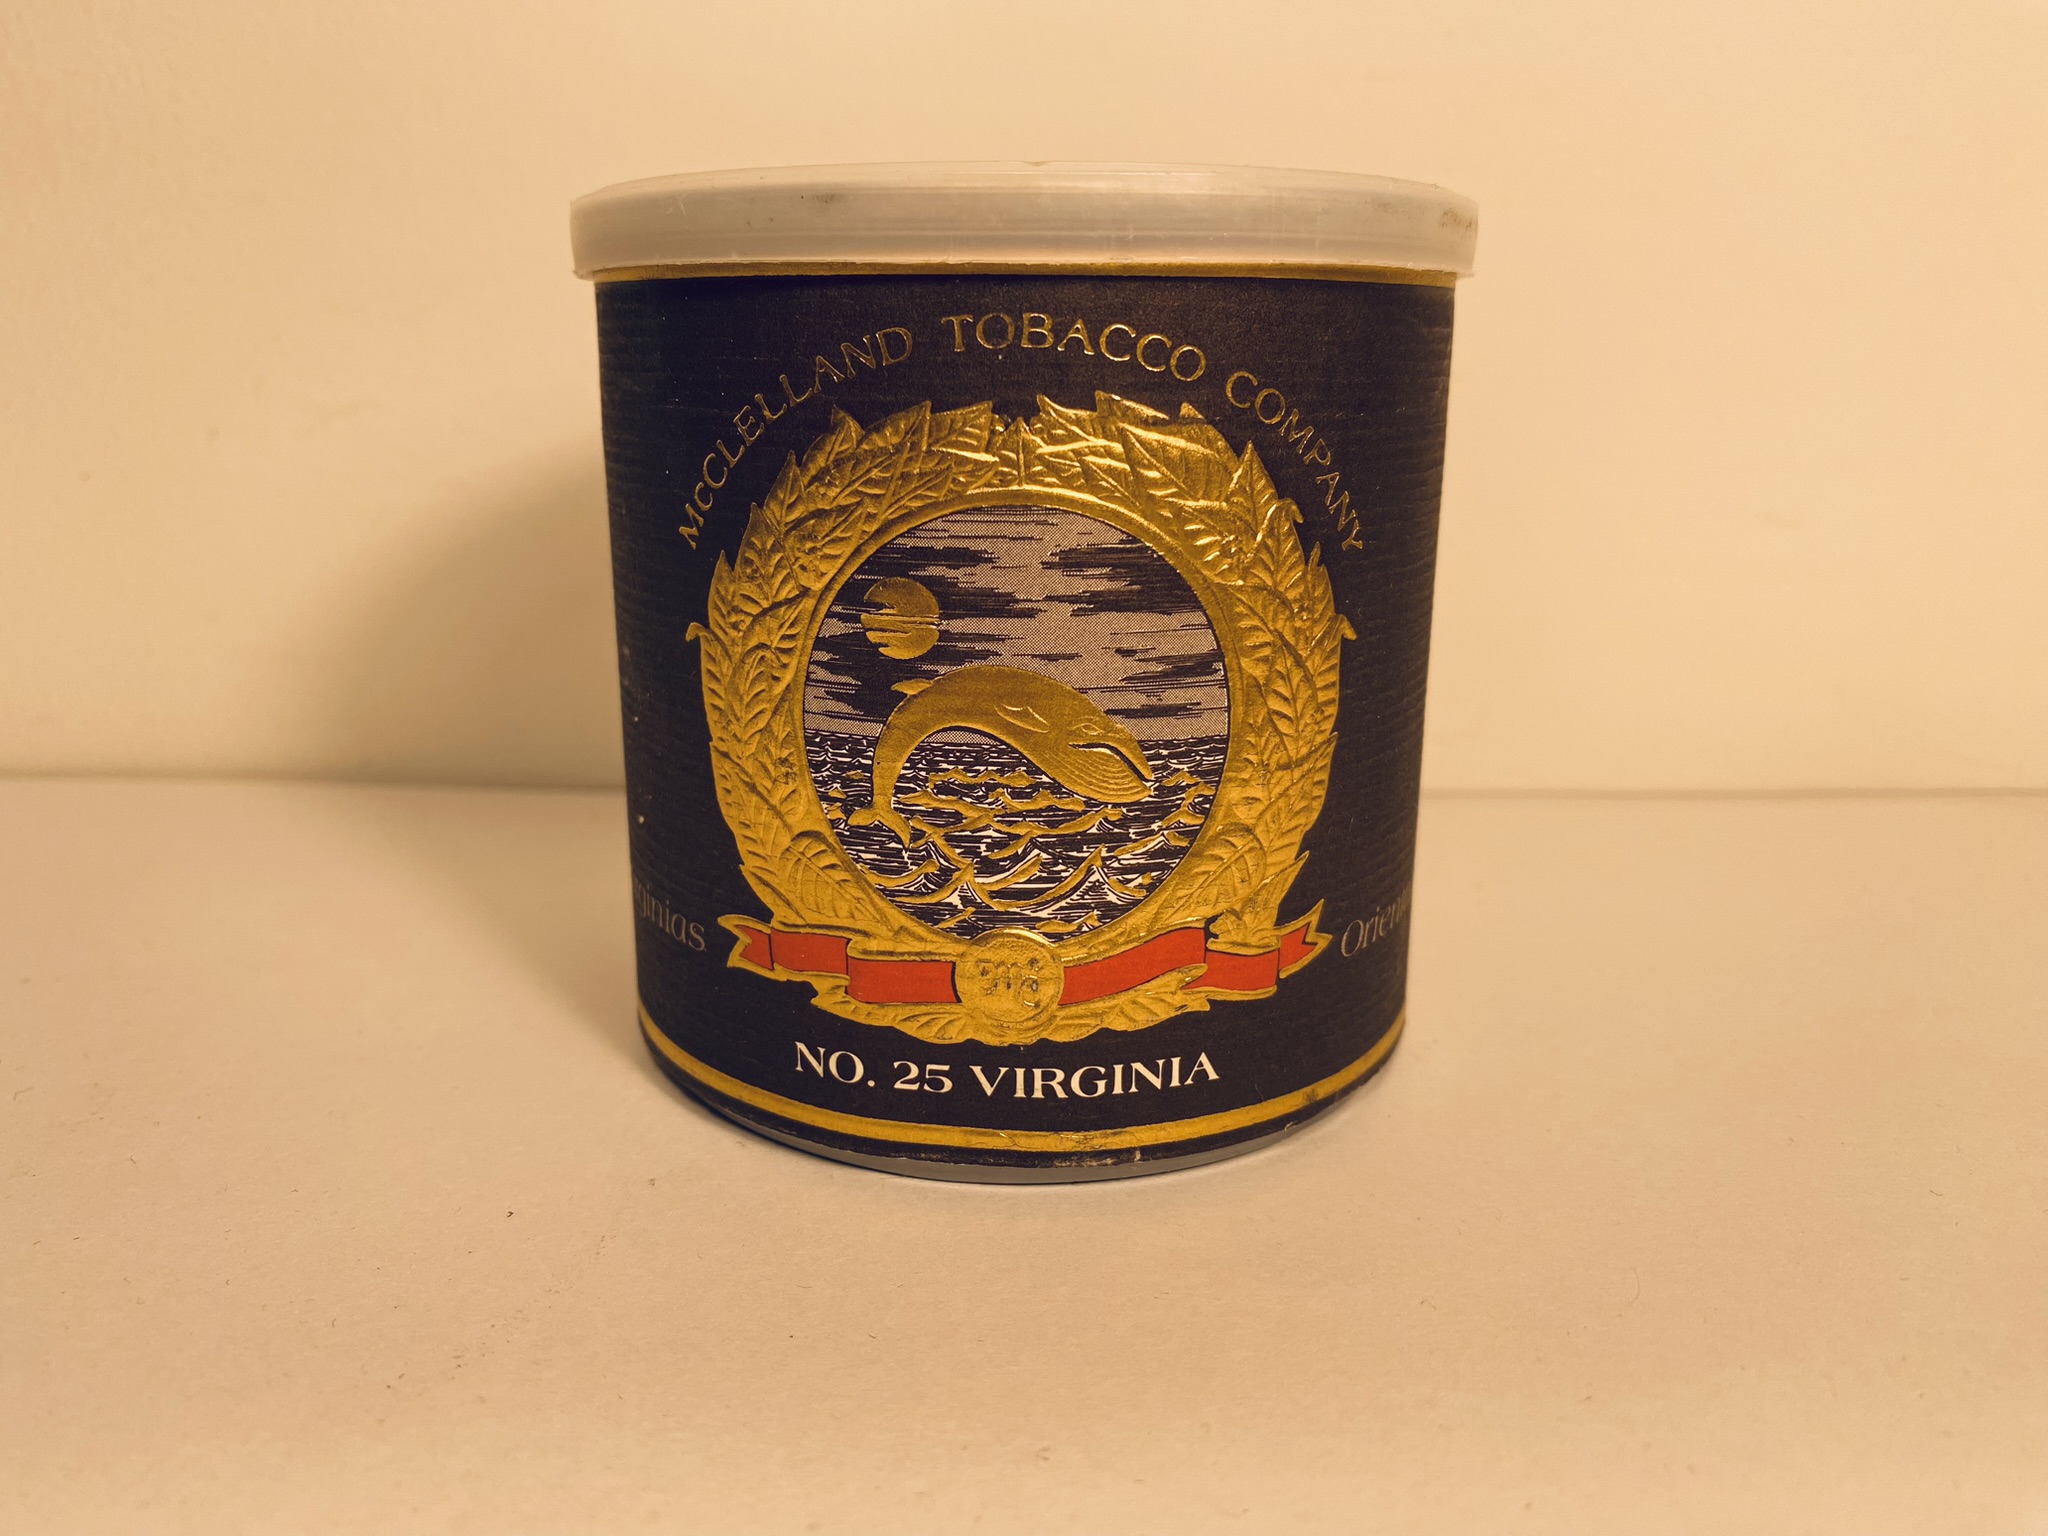 McCLELLAND TOBACCO COMPANY
NO. 25 VIRGINIA